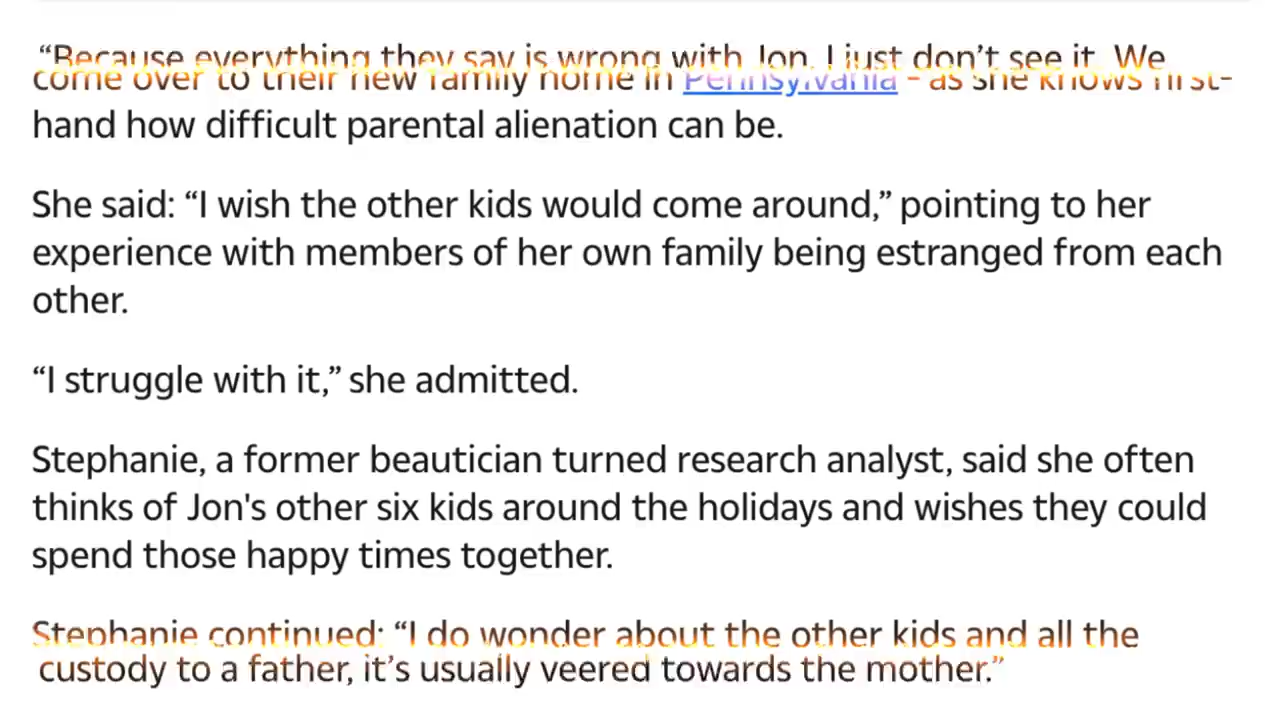 “Because everything they say is wrong with Jon, I just don’t see it. We
come over to their new family home in Pennsylvania - as she knows first-
hand how difficult parental alienation can be.
She said: “I wish the other kids would come around,” pointing to her
experience with members of her own family being estranged from each
other.
“I struggle with it,” she admitted.
Stephanie, a former beautician turned research analyst, said she often
thinks of Jon's other six kids around the holidays and wishes they could
spend those happy times together.
Stephanie continued: “I do wonder about the other kids and all the
custody to a father, it’s usually veered towards the mother.”